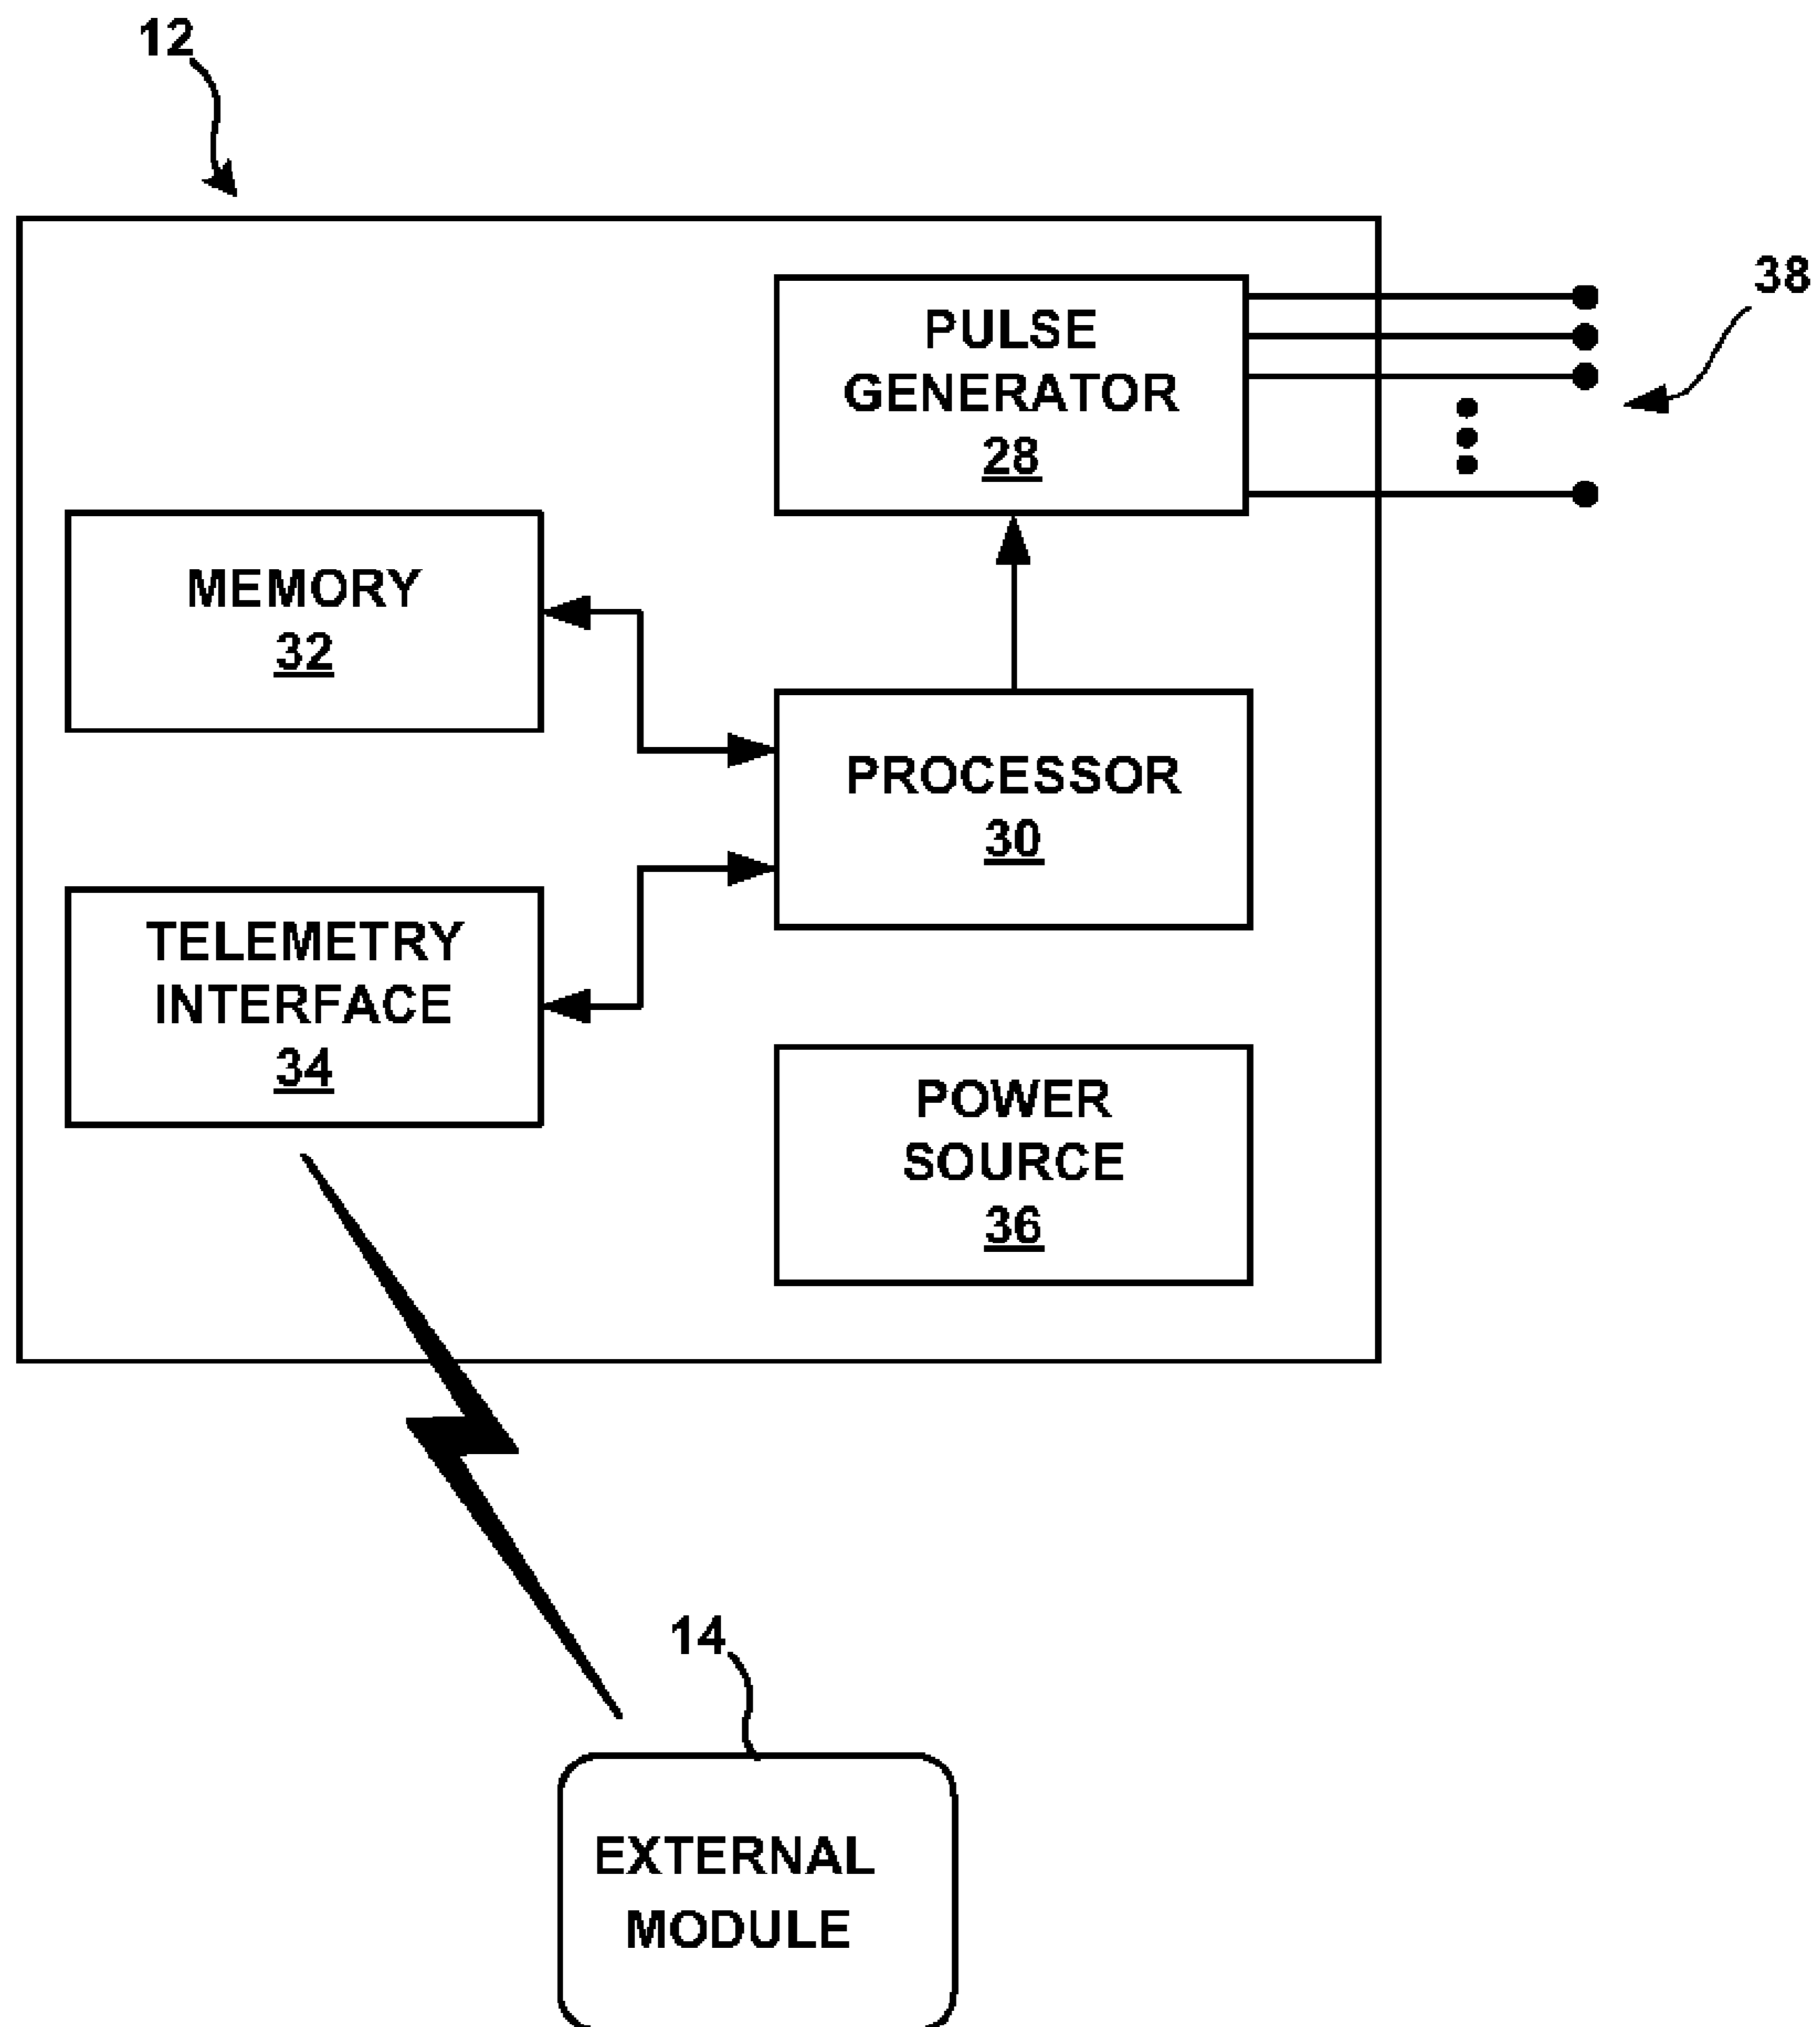 12
38
PULSE
GENERATOR
28
MEMORY
32
PROCESSOR
30
TELEMETRY
INTERFACE
34
POWER
SOURCE
36
14
EXTERNAL
MODULE